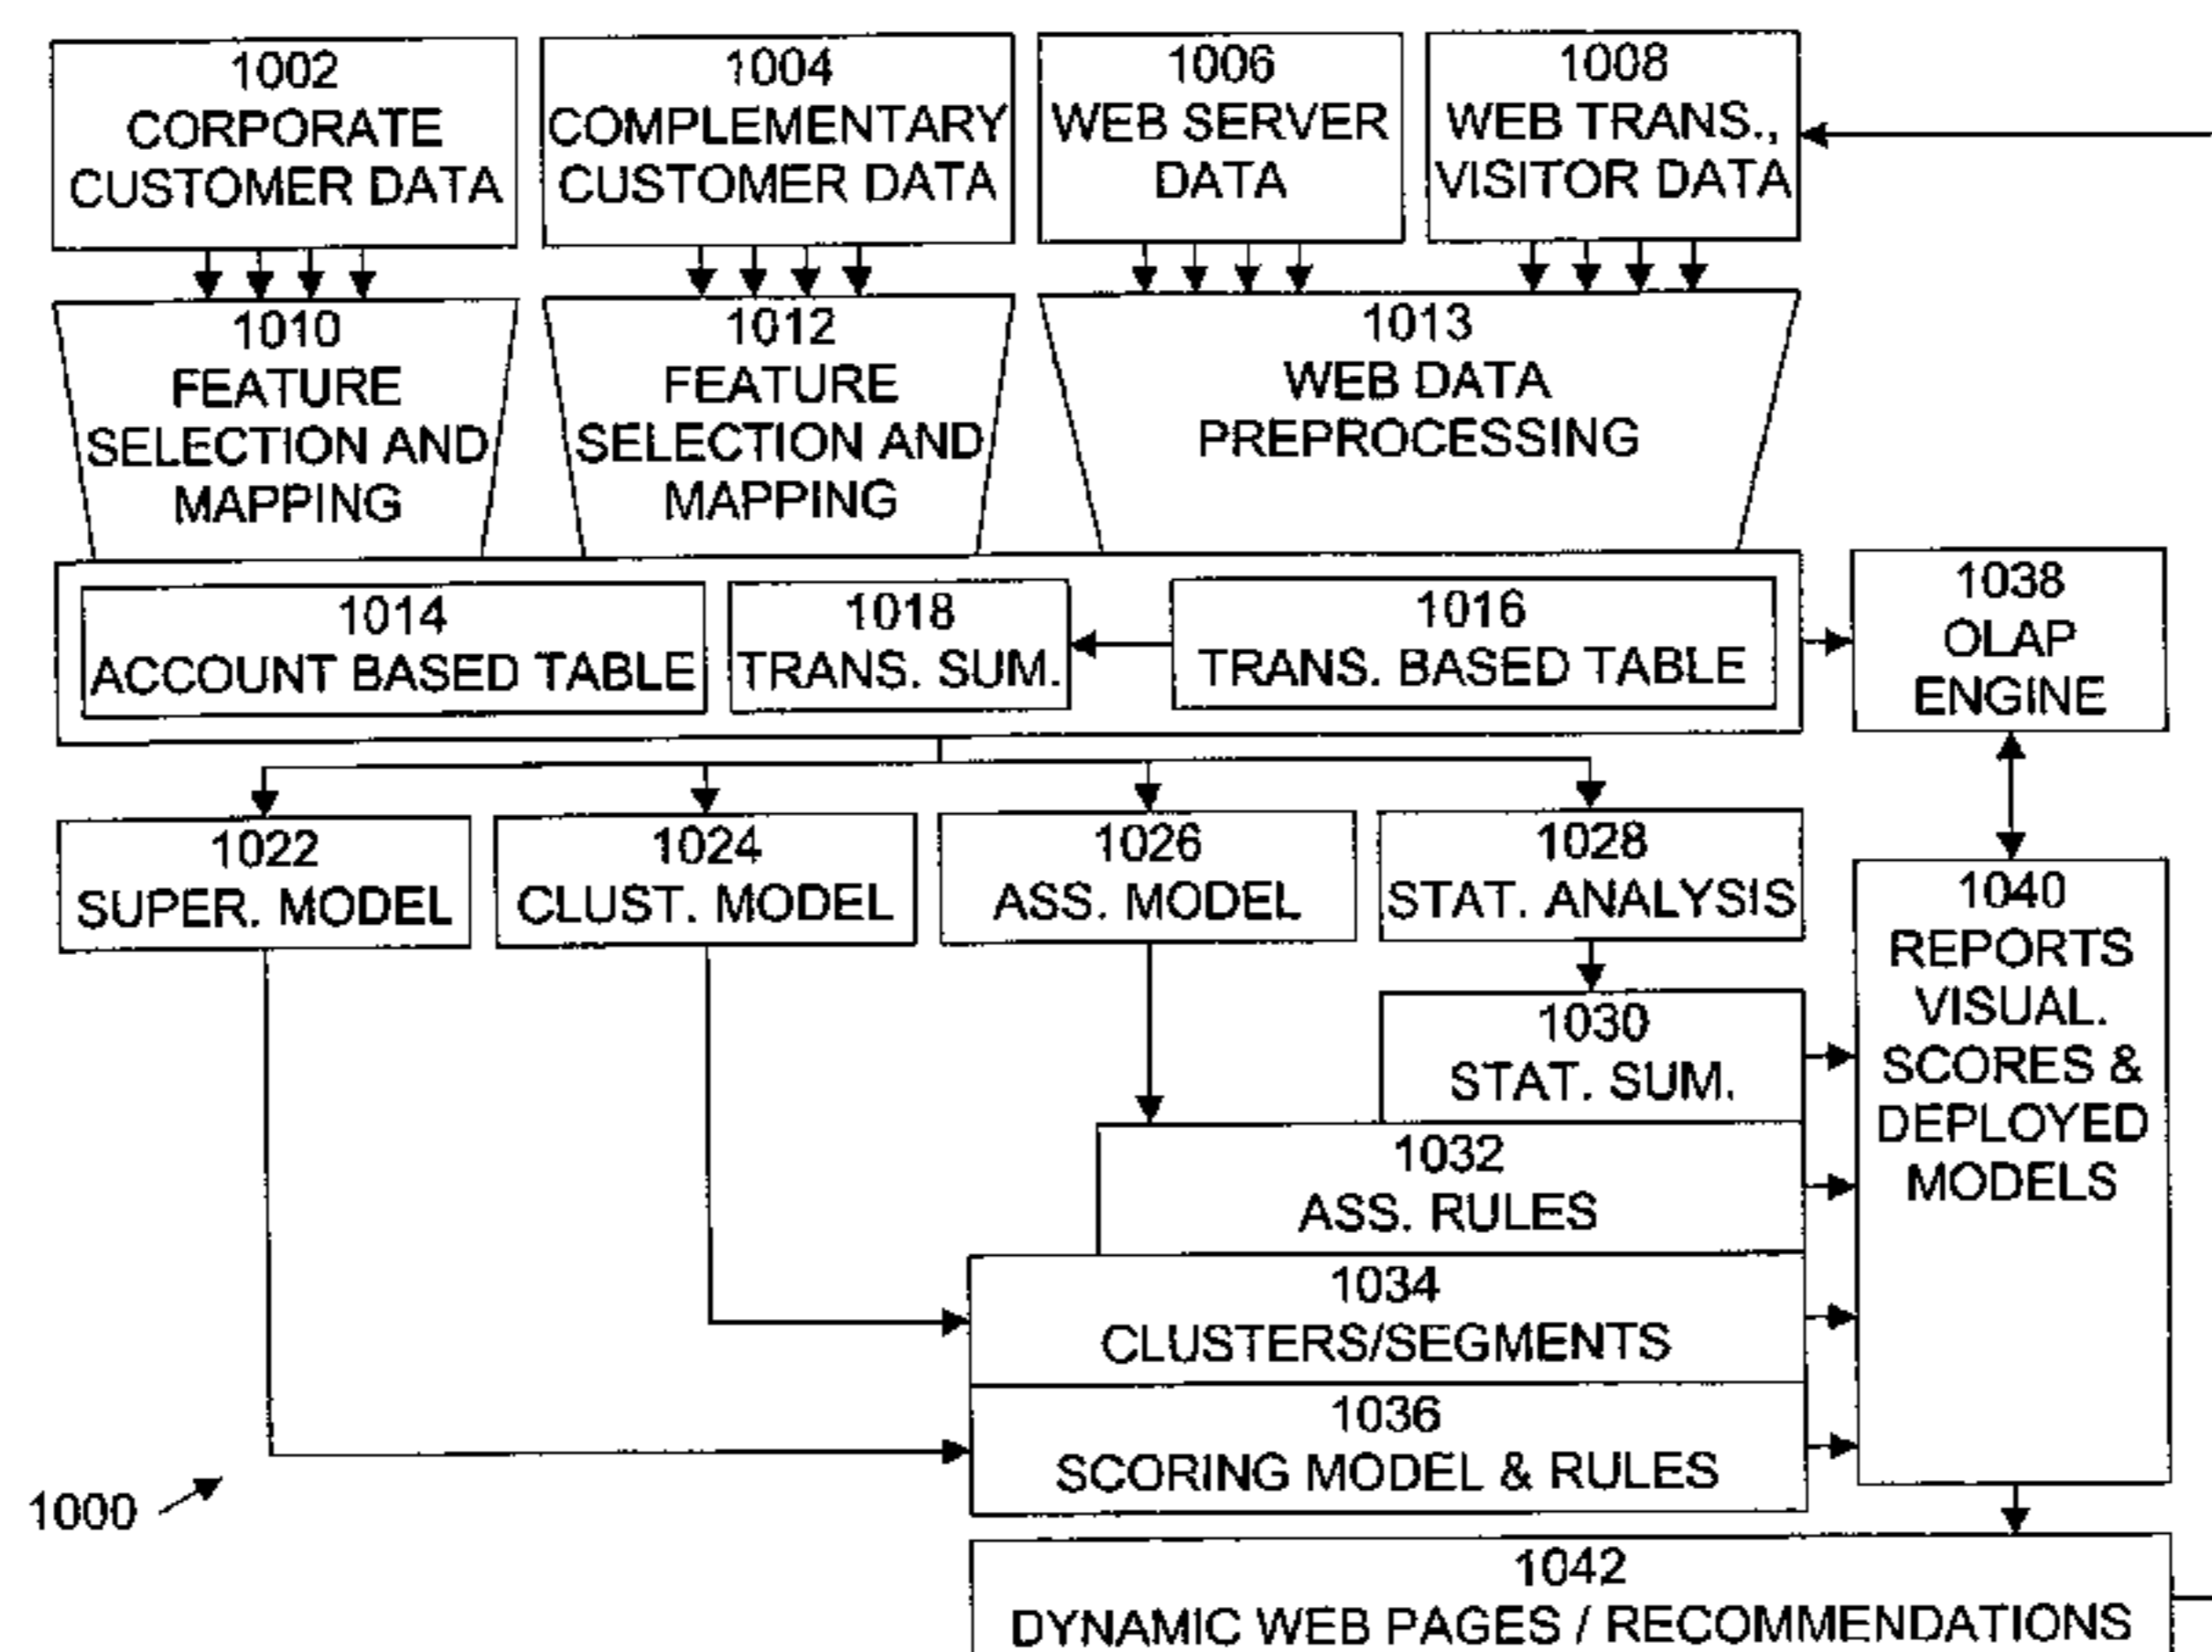 1002
CORPORATE
CUSTOMER DATA
1004
COMPLEMENTARY
CUSTOMER DATA
1006
WEB SERVER
DATA
1008
WEB TRANS.,
VISITOR DATA
1010
FEATURE
SELECTION AND
MAPPING
1012
FEATURE
SELECTION AND
MAPPING
1013
WEB DATA
PREPROCESSING
1014
ACCOUNT BASED TABLE
1018
TRANS. SUM.
1016
TRANS. BASED TABLE
1038
OLAP
ENGINE
1022
SUPER. MODEL
1024
CLUST. MODEL
1026
ASS. MODEL
1028
STAT. ANALYSIS
1040
REPORTS
VISUAL.
SCORES &
DEPLOYED
MODELS
1030
STAT. SUM.
1032
ASS. RULES
1034
CLUSTERS/SEGMENTS
1036
SCORING MODEL & RULES
1000
1042
DYNAMIC WEB PAGES / RECOMMENDATIONS